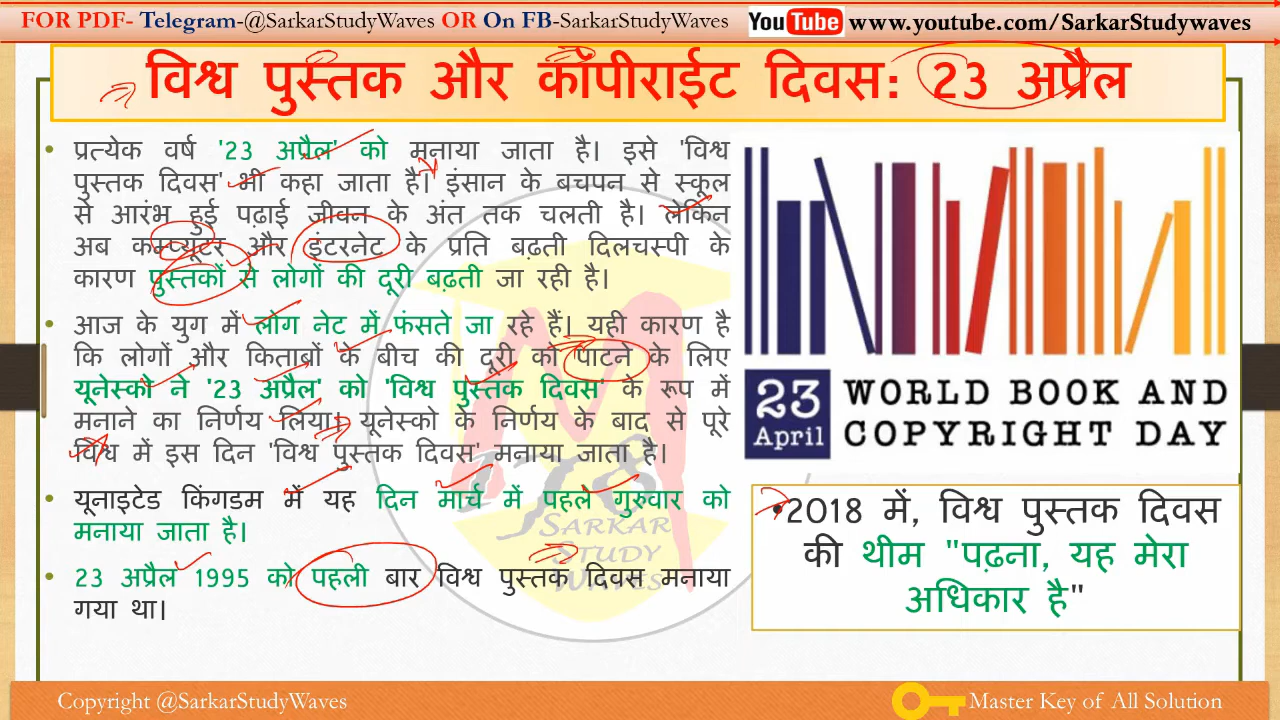 FOR PDF- Telegram-@SarkarStudyWaves OR On FB-SarkarStudyWaves YouTube www.youtube.com/SarkarStudywaves
विश्व पुस्तक और कॉपीराईट दिवस: 23 अप्रैल
• प्रत्येक वर्ष '23 अप्रैल' को मनाया जाता है। इसे 'विश्व
पुस्तक दिवस' भी कहा जाता है। इंसान के बचपन से स्कूल
से आरंभ हुई पढ़ाई जीवन के अंत तक चलती है। लेकिन
अब कम्प्यूटर और इंटरनेट के प्रति बढ़ती दिलचस्पी के
कारण पुस्तकों से लोगों की दूरी बढ़ती जा रही है।
• आज के युग में लोग नेट में फंसते जा रहे हैं। यही कारण है
कि लोगों और किताबों के बीच की दूरी को पाटने के लिए
यूनेस्को ने '23 अप्रैल' को 'विश्व पुस्तक दिवस' के रूप में
मनाने का निर्णय लिया। यूनेस्को के निर्णय के बाद से पूरे
विश्व में इस दिन 'विश्व पुस्तक दिवस' मनाया जाता है।
• यूनाइटेड किंगडम में यह दिन मार्च में पहले गुरुवार को
मनाया जाता है।
• 23 अप्रैल 1995 को पहली बार विश्व पुस्तक दिवस मनाया
गया था।
SARKAR
STUDY
WAVES
23
April
WORLD BOOK AND
COPYRIGHT DAY
•2018 में, विश्व पुस्तक दिवस
की थीम "पढ़ना, यह मेरा
अधिकार है"
Copyright @SarkarStudyWaves
Master Key of All Solution